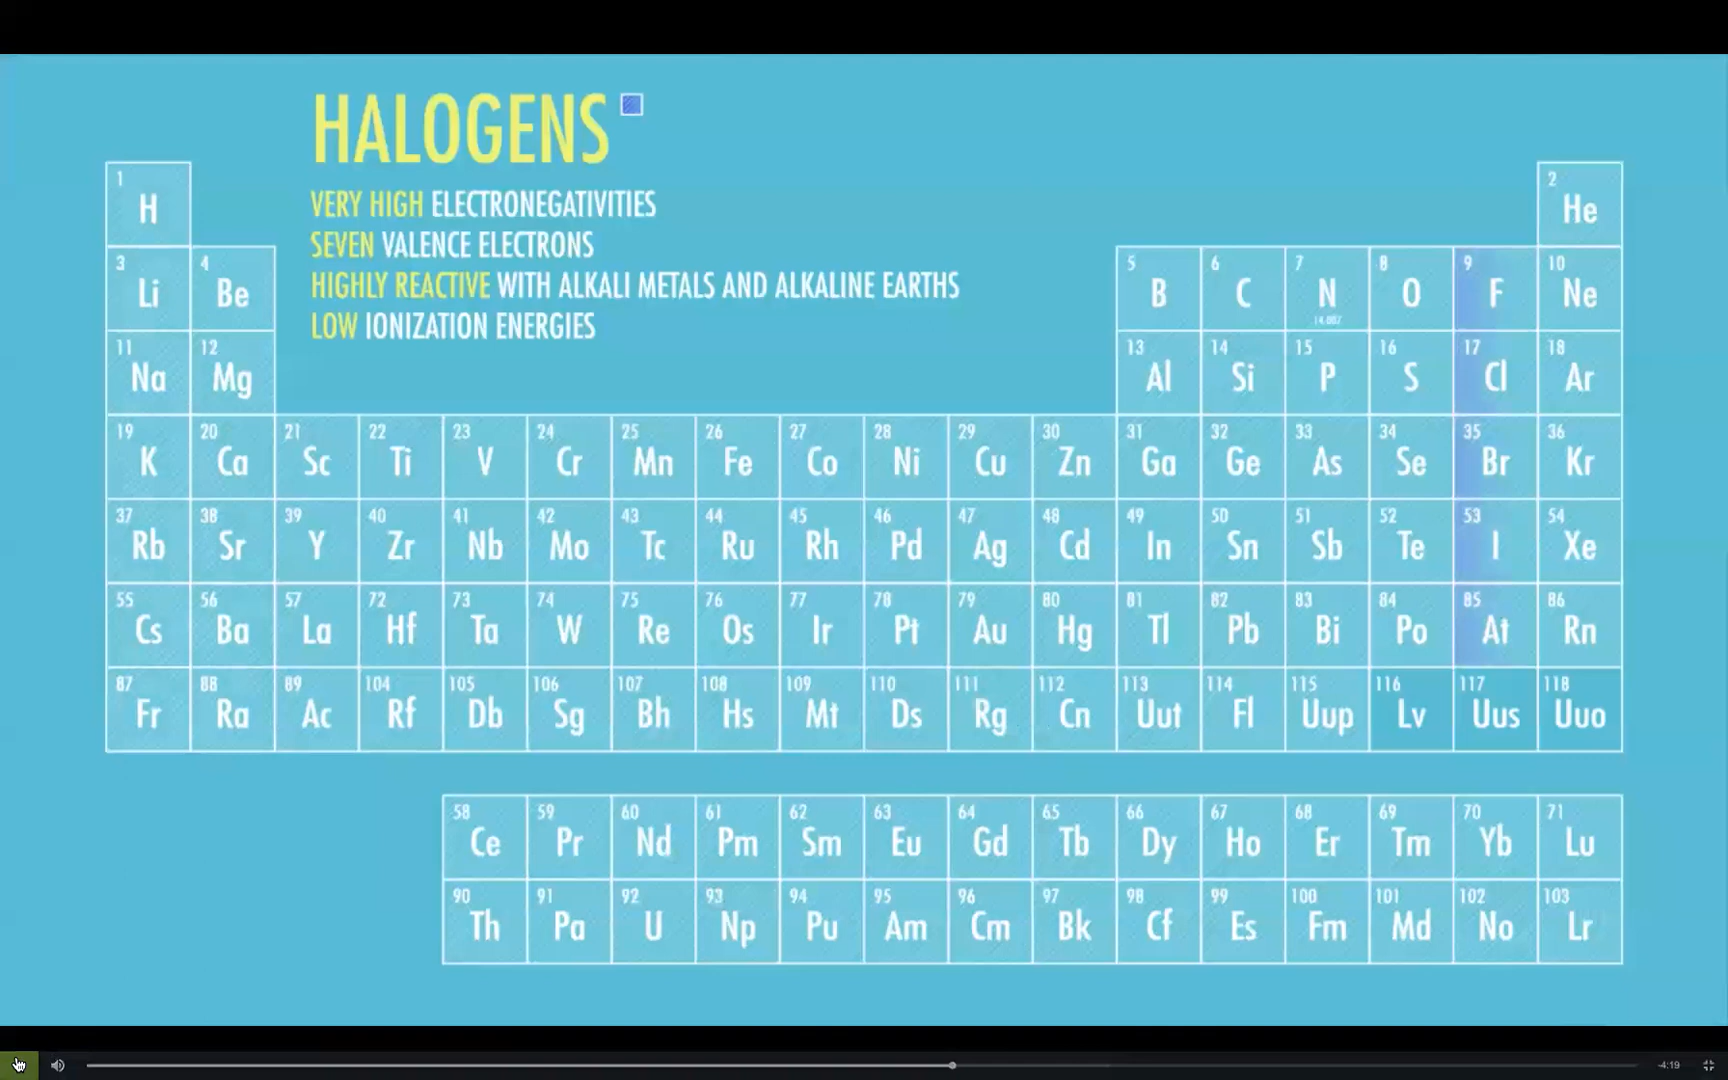 HALOGENS
VERY HIGH ELECTRONEGATIVITIES
SEVEN VALENCE ELECTRONS
HIGHLY REACTIVE WITH ALKALI METALS AND ALKALINE EARTHS
LOW IONIZATION ENERGIES
1 2
H He
3 4 5 6 7 8 9 10
Li Be B C N O F Ne
14.007
11 12 13 14 15 16 17 18
Na Mg Al Si P S Cl Ar
19 20 21 22 23 24 25 26 27 28 29 30 31 32 33 34 35 36
K Ca Sc Ti V Cr Mn Fe Co Ni Cu Zn Ga Ge As Se Br Kr
37 38 39 40 41 42 43 44 45 46 47 48 49 50 51 52 53 54
Rb Sr Y Zr Nb Mo Tc Ru Rh Pd Ag Cd In Sn Sb Te I Xe
55 56 57 72 73 74 75 76 77 78 79 80 81 82 83 84 85 86
Cs Ba La Hf Ta W Re Os Ir Pt Au Hg Tl Pb Bi Po At Rn
87 88 89 104 105 106 107 108 109 110 111 112 113 114 115 116 117 118
Fr Ra Ac Rf Db Sg Bh Hs Mt Ds Rg Cn Uut Fl Uup Lv Uus Uuo
58 59 60 61 62 63 64 65 66 67 68 69 70 71
Ce Pr Nd Pm Sm Eu Gd Tb Dy Ho Er Tm Yb Lu
90 91 92 93 94 95 96 97 98 99 100 101 102 103
Th Pa U Np Pu Am Cm Bk Cf Es Fm Md No Lr
-4:19